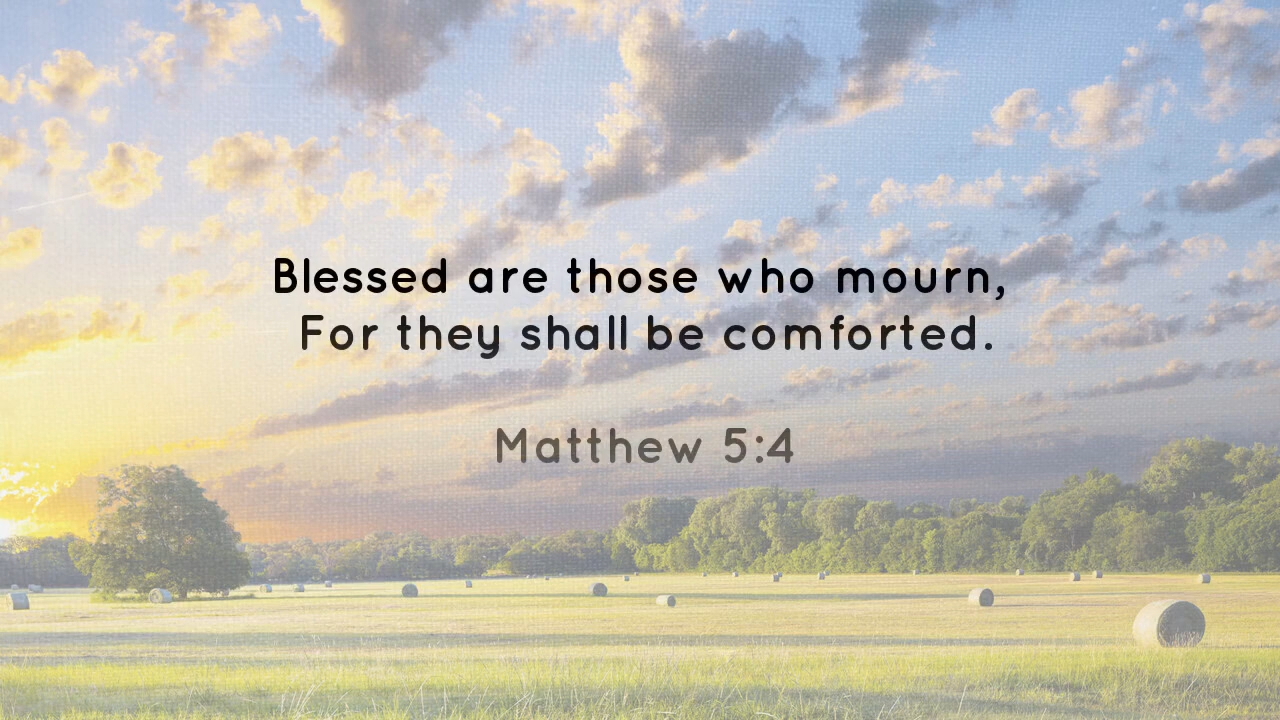 Blessed are those who mourn,
For they shall be comforted.
Matthew 5:4